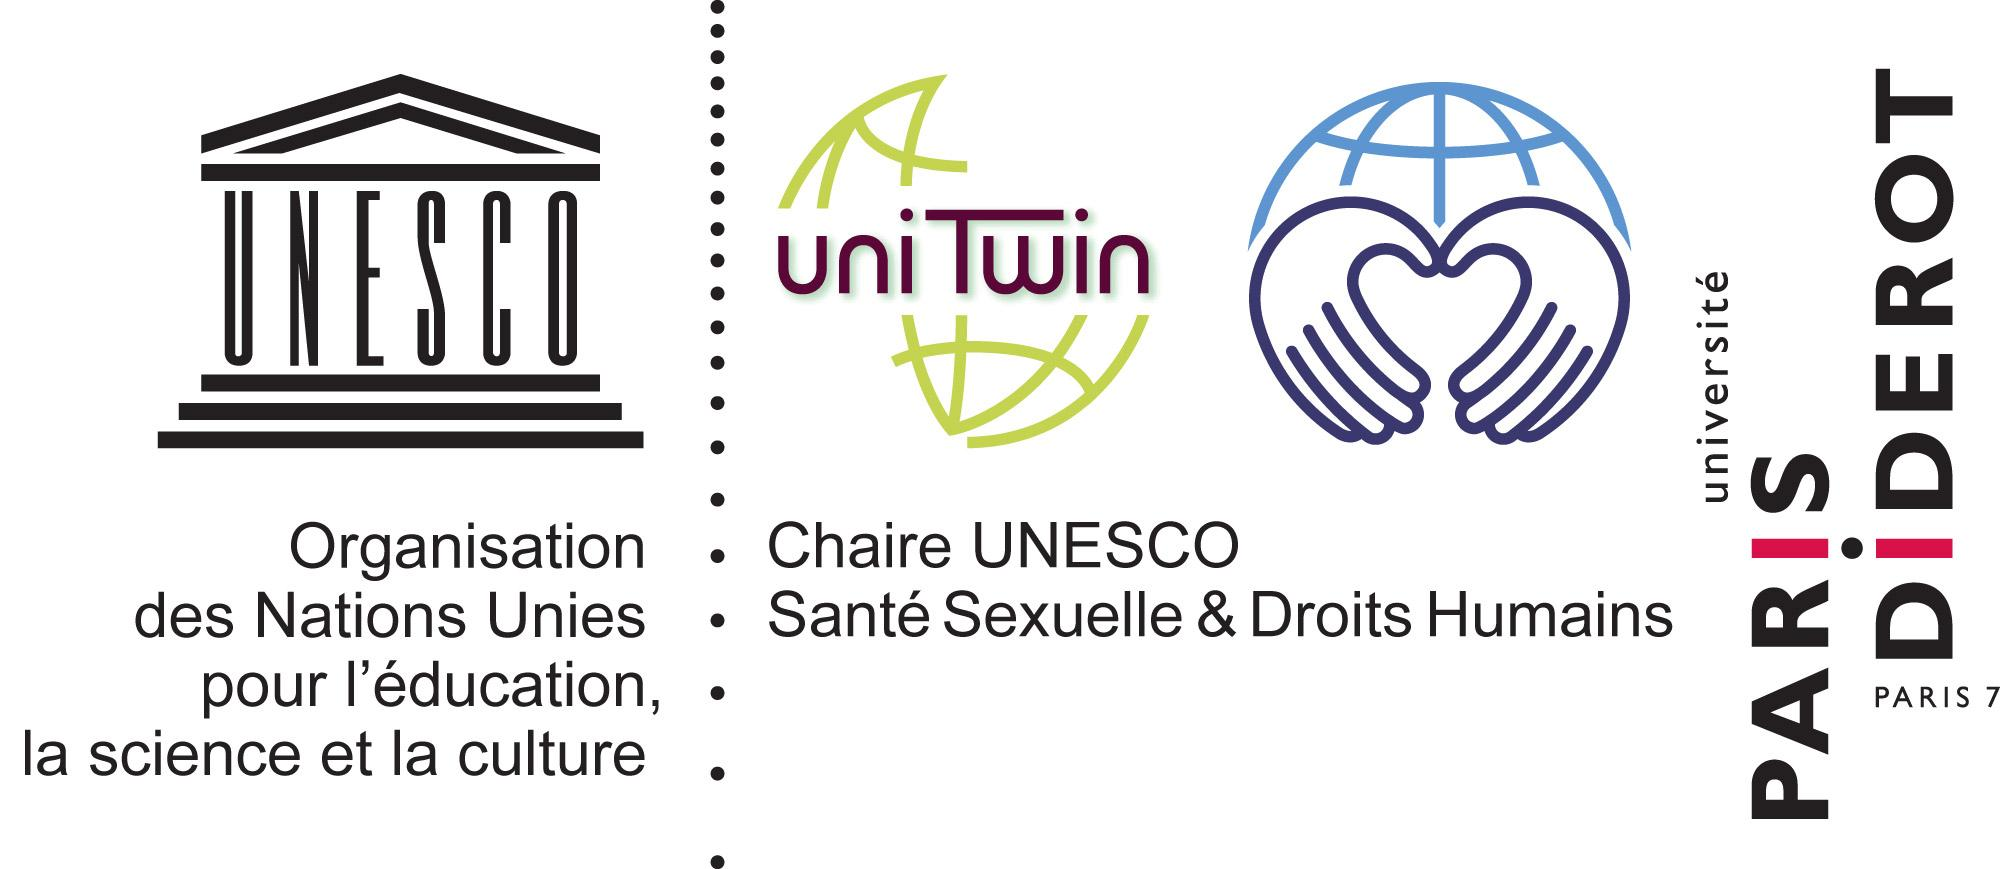 UNESCO
Organisation
des Nations Unies
pour l’éducation,
la science et la culture
uniTwin
Chaire UNESCO
Santé Sexuelle & Droits Humains
université
PARiS
DiDEROT
PARIS 7